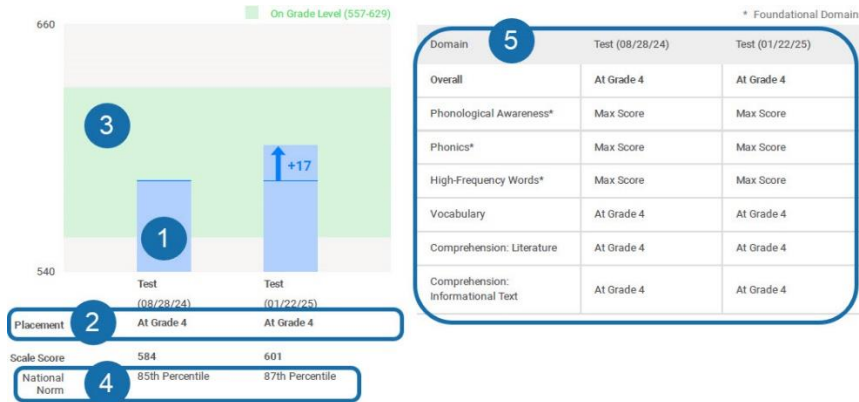 On Grade Level (557-629)
660
3
+17
1
540
Test Test
(08/28/24) (01/22/25)
Placement 2 At Grade 4 At Grade 4
Scale Score 584 601
National Norm 4 85th Percentile 87th Percentile
* Foundational Domain
Domain 5 Test (08/28/24) Test (01/22/25)
Overall At Grade 4 At Grade 4
Phonological Awareness* Max Score Max Score
Phonics* Max Score Max Score
High-Frequency Words* Max Score Max Score
Vocabulary At Grade 4 At Grade 4
Comprehension: Literature At Grade 4 At Grade 4
Comprehension:
Informational Text At Grade 4 At Grade 4